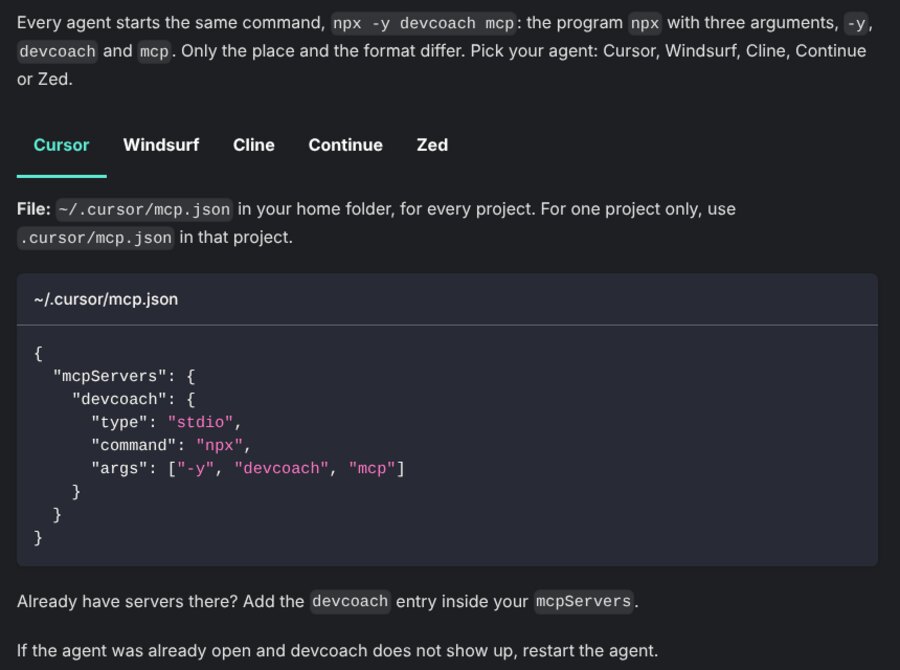 Every agent starts the same command, npx -y devcoach mcp: the program npx with three arguments, -y,
devcoach and mcp. Only the place and the format differ. Pick your agent: Cursor, Windsurf, Cline, Continue
or Zed.
Cursor Windsurf Cline Continue Zed
File: ~/.cursor/mcp.json in your home folder, for every project. For one project only, use
.cursor/mcp.json in that project.
~/.cursor/mcp.json
{
  "mcpServers": {
    "devcoach": {
      "type": "stdio",
      "command": "npx",
      "args": ["-y", "devcoach", "mcp"]
    }
  }
}
Already have servers there? Add the devcoach entry inside your mcpServers.
If the agent was already open and devcoach does not show up, restart the agent.